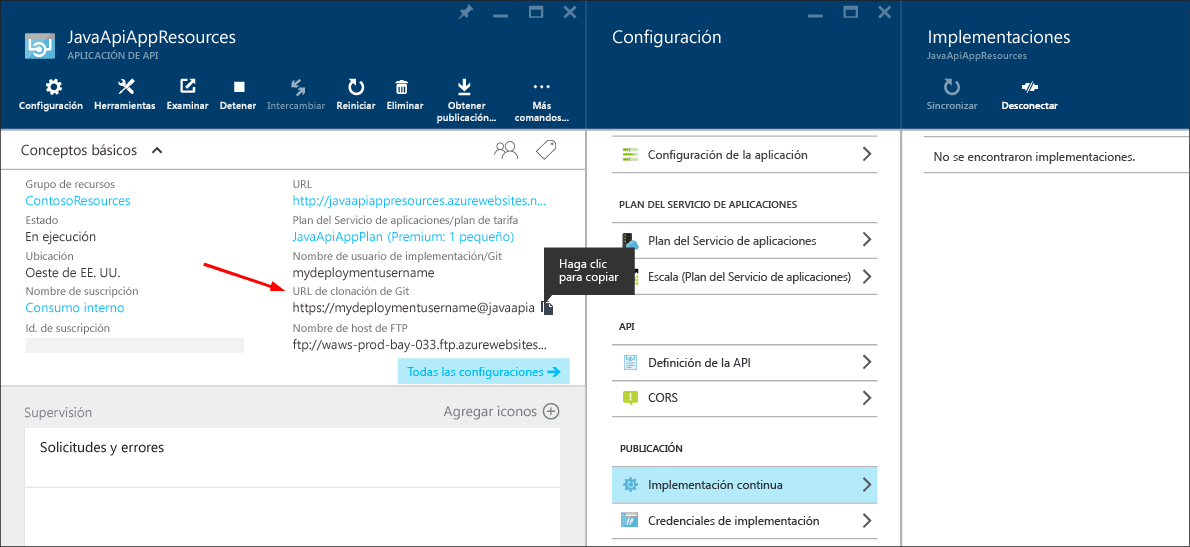 JavaApiAppResources
APLICACIÓN DE API
Configuración
Herramientas
Examinar
Detener
Intercambiar
Reiniciar
Eliminar
Obtener
publicación...
Más
comandos...
Conceptos básicos
Grupo de recursos
ContosoResources
Estado
En ejecución
Ubicación
Oeste de EE. UU.
Nombre de suscripción
Consumo interno
Id. de suscripción
URL
http://javaapiappresources.azurewebsites.n...
Plan del Servicio de aplicaciones/plan de tarifa
JavaApiAppPlan (Premium: 1 pequeño)
Nombre de usuario de implementación/Git
mydeploymentusername
URL de clonación de Git
https://mydeploymentusername@javaapia
Haga clic
para copiar
Nombre de host de FTP
ftp://waws-prod-bay-033.ftp.azurewebsites...
Todas las configuraciones
Supervisión
Agregar iconos
Solicitudes y errores
Configuración
Configuración de la aplicación
PLAN DEL SERVICIO DE APLICACIONES
Plan del Servicio de aplicaciones
Escala (Plan del Servicio de aplicaciones)
API
Definición de la API
CORS
PUBLICACIÓN
Implementación continua
Credenciales de implementación
Implementaciones
JavaApiAppResources
Sincronizar
Desconectar
No se encontraron implementaciones.